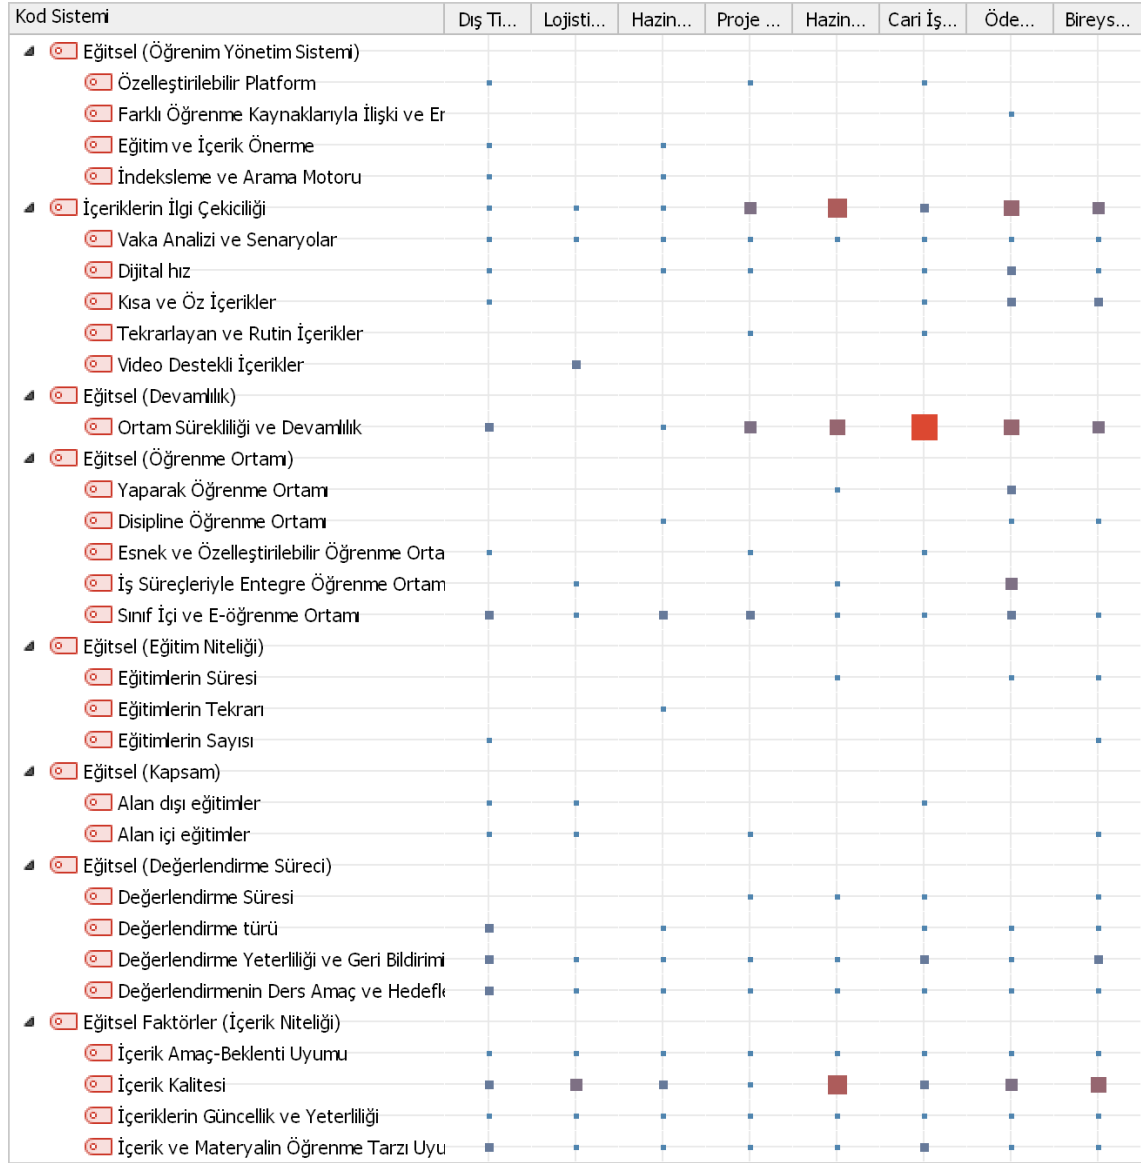 Kod Sistemi Dış Ti... Lojisti... Hazin... Proje ... Hazin... Cari İş... Öde... Bireys...
Eğitsel (Öğrenim Yönetim Sistemi)
Özelleştirilebilir Platform
Farklı Öğrenme Kaynaklarıyla İlişki ve Er
Eğitim ve İçerik Önerme
İndeksleme ve Arama Motoru
İçeriklerin İlgi Çekiciliği
Vaka Analizi ve Senaryolar
Dijital hız
Kısa ve Öz İçerikler
Tekrarlayan ve Rutin İçerikler
Video Destekli İçerikler
Eğitsel (Devamlılık)
Ortam Sürekliliği ve Devamlılık
Eğitsel (Öğrenme Ortamı)
Yaparak Öğrenme Ortamı
Disipline Öğrenme Ortamı
Esnek ve Özelleştirilebilir Öğrenme Orta
İş Süreçleriyle Entegre Öğrenme Ortam
Sınıf İçi ve E-öğrenme Ortamı
Eğitsel (Eğitim Niteliği)
Eğitimlerin Süresi
Eğitimlerin Tekrarı
Eğitimlerin Sayısı
Eğitsel (Kapsam)
Alan dışı eğitimler
Alan içi eğitimler
Eğitsel (Değerlendirme Süreci)
Değerlendirme Süresi
Değerlendirme türü
Değerlendirme Yeterliliği ve Geri Bildirimi
Değerlendirmenin Ders Amaç ve Hedefle
Eğitsel Faktörler (İçerik Niteliği)
İçerik Amaç-Beklenti Uyumu
İçerik Kalitesi
İçeriklerin Güncellik ve Yeterliliği
İçerik ve Materyalin Öğrenme Tarzı Uyu